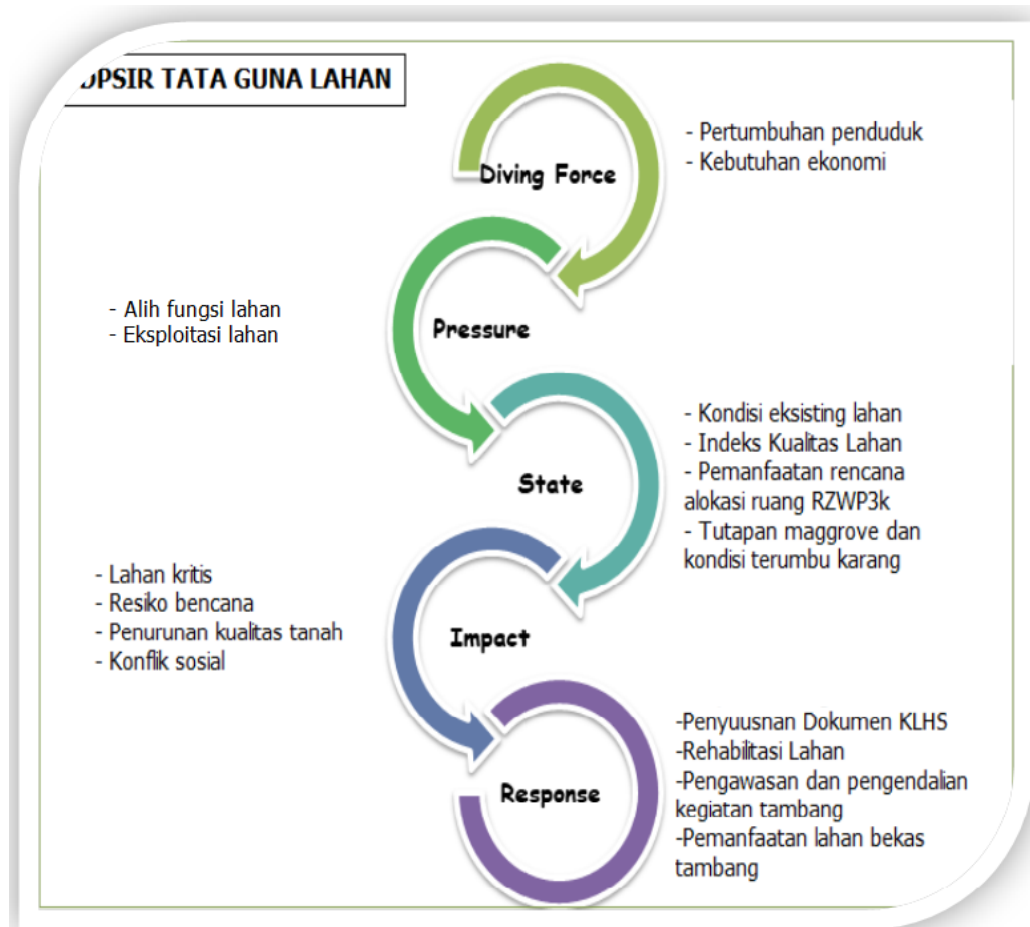 DPSIR TATA GUNA LAHAN
Diving Force
- Pertumbuhan penduduk
- Kebutuhan ekonomi
Pressure
- Alih fungsi lahan
- Eksploitasi lahan
State
- Kondisi eksisting lahan
- Indeks Kualitas Lahan
- Pemanfaatan rencana
alokasi ruang RZWP3k
- Tutapan maggrove dan
kondisi terumbu karang
Impact
- Lahan kritis
- Resiko bencana
- Penurunan kualitas tanah
- Konflik sosial
Response
-Penyuusnan Dokumen KLHS
-Rehabilitasi Lahan
-Pengawasan dan pengendalian
kegiatan tambang
-Pemanfaatan lahan bekas
tambang